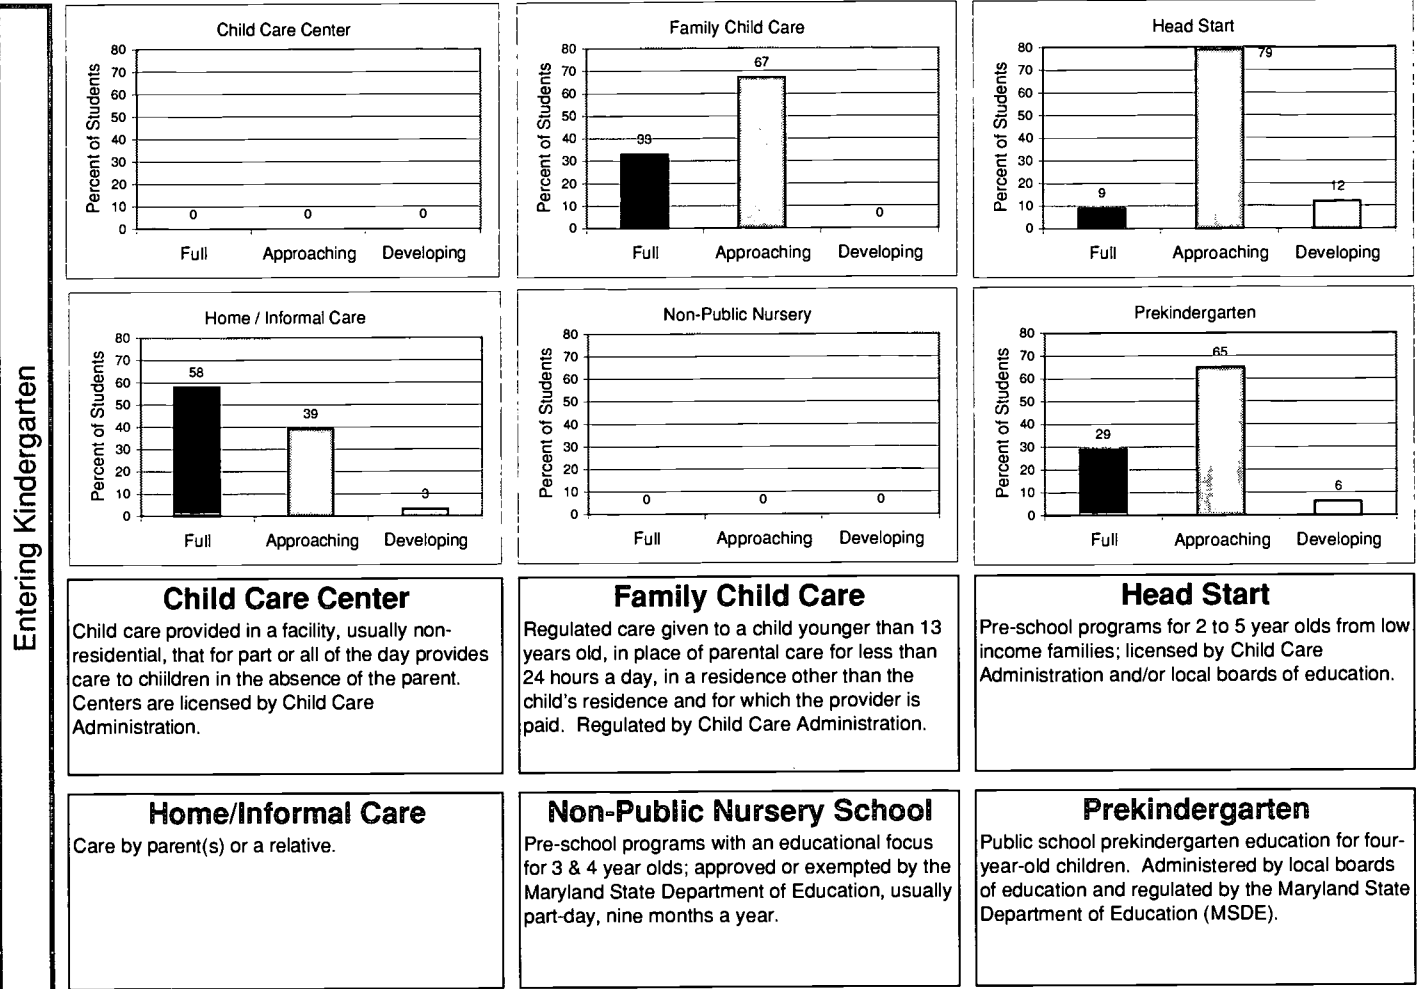 Entering Kindergarten
Child Care Center
Percent of Students
80
70
60
50
40
30
20
10
0
0
0
0
Full
Approaching
Developing
Family Child Care
Percent of Students
80
70
60
50
40
30
20
10
0
33
67
0
Full
Approaching
Developing
Head Start
Percent of Students
80
70
60
50
40
30
20
10
0
9
79
12
Full
Approaching
Developing
Home / Informal Care
Percent of Students
80
70
60
50
40
30
20
10
0
58
39
3
Full
Approaching
Developing
Non-Public Nursery
Percent of Students
80
70
60
50
40
30
20
10
0
0
0
0
Full
Approaching
Developing
Prekindergarten
Percent of Students
80
70
60
50
40
30
20
10
0
29
65
6
Full
Approaching
Developing
Child Care Center
Child care provided in a facility, usually non-
residential, that for part or all of the day provides
care to chiildren in the absence of the parent.
Centers are licensed by Child Care
Administration.
Family Child Care
Regulated care given to a child younger than 13
years old, in place of parental care for less than
24 hours a day, in a residence other than the
child's residence and for which the provider is
paid. Regulated by Child Care Administration.
Head Start
Pre-school programs for 2 to 5 year olds from low
income families; licensed by Child Care
Administration and/or local boards of education.
Home/Informal Care
Care by parent(s) or a relative.
Non-Public Nursery School
Pre-school programs with an educational focus
for 3 & 4 year olds; approved or exempted by the
Maryland State Department of Education, usually
part-day, nine months a year.
Prekindergarten
Public school prekindergarten education for four-
year-old children. Administered by local boards
of education and regulated by the Maryland State
Department of Education (MSDE).